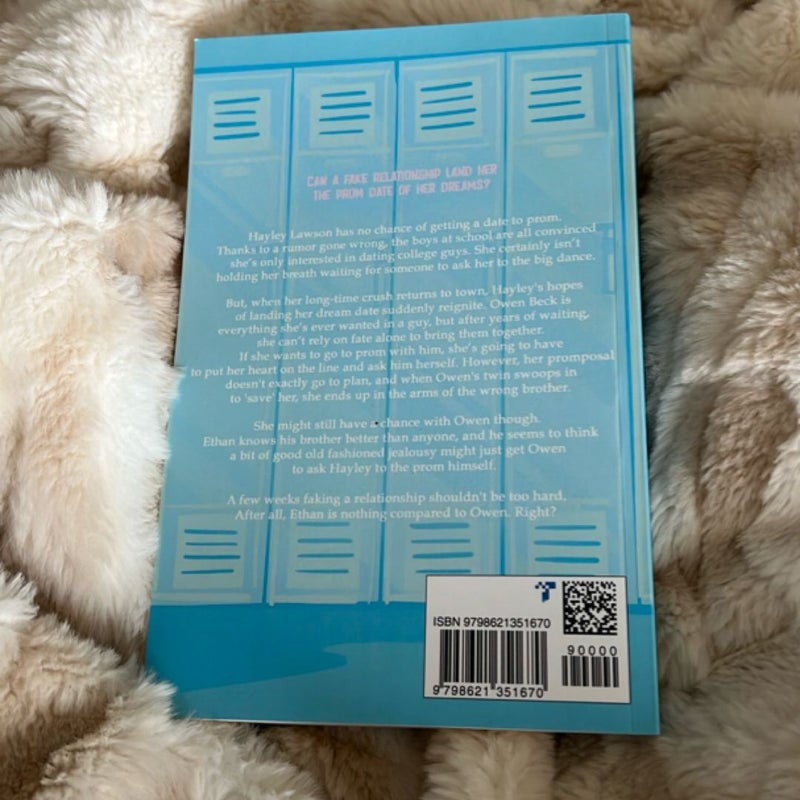 CAN A FAKE RELATIONSHIP LAND HER
THE PROM DATE OF HER DREAMS?
Hayley Lawson has no chance of getting a date to prom.
Thanks to a rumor gone wrong, the boys at school are all convinced
she's only interested in dating college guys. She certainly isn't
holding her breath waiting for someone to ask her to the big dance.
But, when her long-time crush returns to town, Hayley's hopes
of landing her dream date suddenly reignite. Owen Beck is
everything she's ever wanted in a guy, but after years of waiting,
she can't rely on fate alone to bring them together.
If she wants to go to prom with him, she's going to have
to put her heart on the line and ask him herself. However, her promposal
doesn't exactly go to plan, and when Owen's twin swoops in
to 'save' her, she ends up in the arms of the wrong brother.
She might still have a chance with Owen though.
Ethan knows his brother better than anyone, and he seems to think
a bit of good old fashioned jealousy might just get Owen
to ask Hayley to the prom himself.
A few weeks faking a relationship shouldn't be too hard.
After all, Ethan is nothing compared to Owen. Right?
ISBN 9798621351670
90000
9 798621 351670